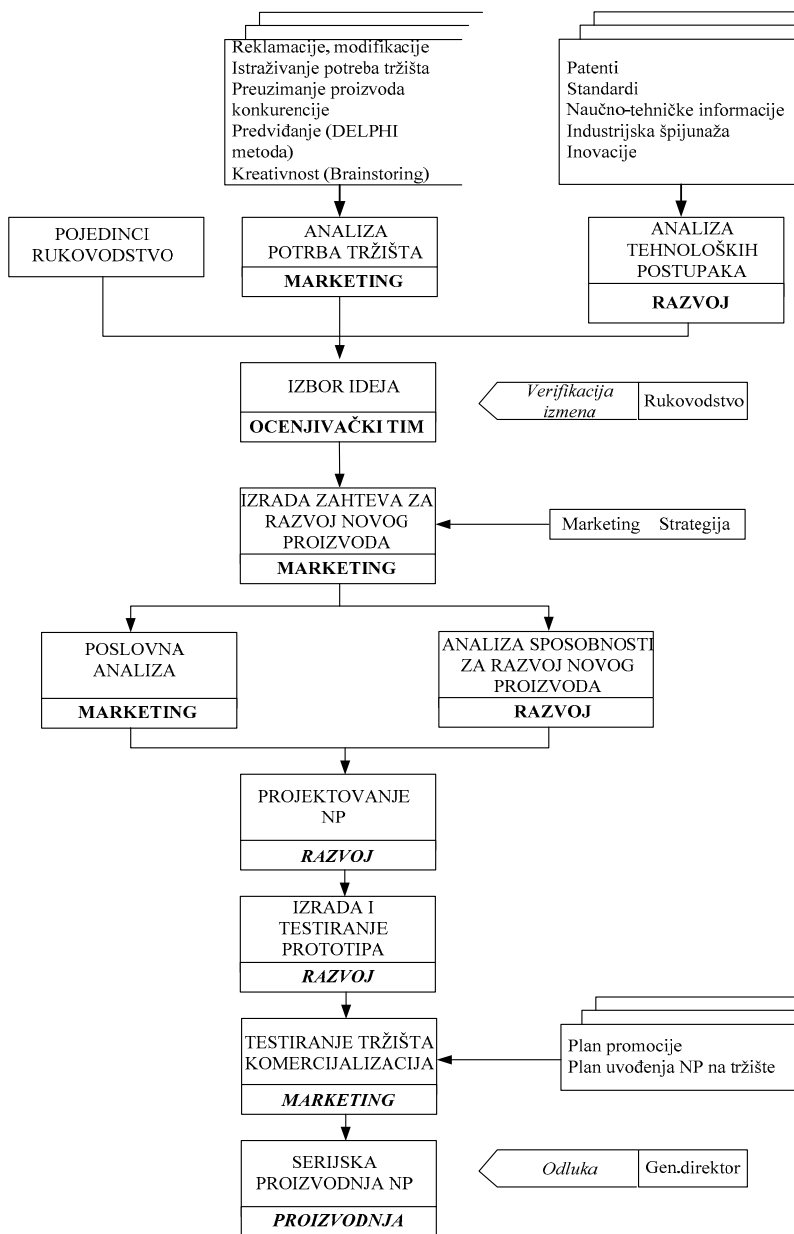 Reklamacije, modifikacije
Istraživanje potreba tržišta
Preuzimanje proizvoda
konkurencije
Predviđanje (DELPHI
metoda)
Kreativnost (Brainstoring)
Patenti
Standardi
Naučno-tehničke informacije
Industrijska špijunaža
Inovacije
POJEDINCI
RUKOVODSTVO
ANALIZA
POTRBA TRŽIŠTA
MARKETING
ANALIZA
TEHNOLOŠKIH
POSTUPAKA
RAZVOJ
IZBOR IDEJA
OCENJIVAČKI TIM
Verifikacija
izmena
Rukovodstvo
IZRADA ZAHTEVA ZA
RAZVOJ NOVOG
PROIZVODA
MARKETING
Marketing Strategija
POSLOVNA
ANALIZA
MARKETING
ANALIZA SPOSOBNOSTI
ZA RAZVOJ NOVOG
PROIZVODA
RAZVOJ
PROJEKTOVANJE
NP
RAZVOJ
IZRADA I
TESTIRANJE
PROTOTIPA
RAZVOJ
TESTIRANJE TRŽIŠTA
KOMERCIJALIZACIJA
MARKETING
Plan promocije
Plan uvođenja NP na tržište
SERIJSKA
PROIZVODNJA NP
PROIZVODNJA
Odluka
Gen.direktor